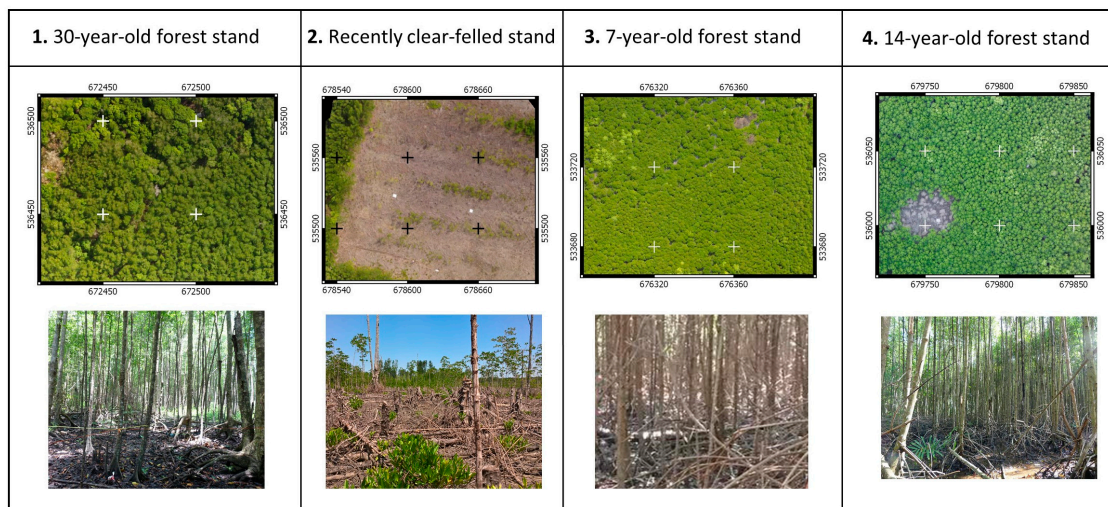 1. 30-year-old forest stand
2. Recently clear-felled stand
3. 7-year-old forest stand
4. 14-year-old forest stand
672450 672500
536500 536500
536450 536450
672450 672500
678540 678600 678660
535560 535560
535500 535500
678540 678600 678660
676320 676360
533720 533720
533680 533680
676320 676360
679750 679800 679850
536050 536050
536000 536000
679750 679800 679850